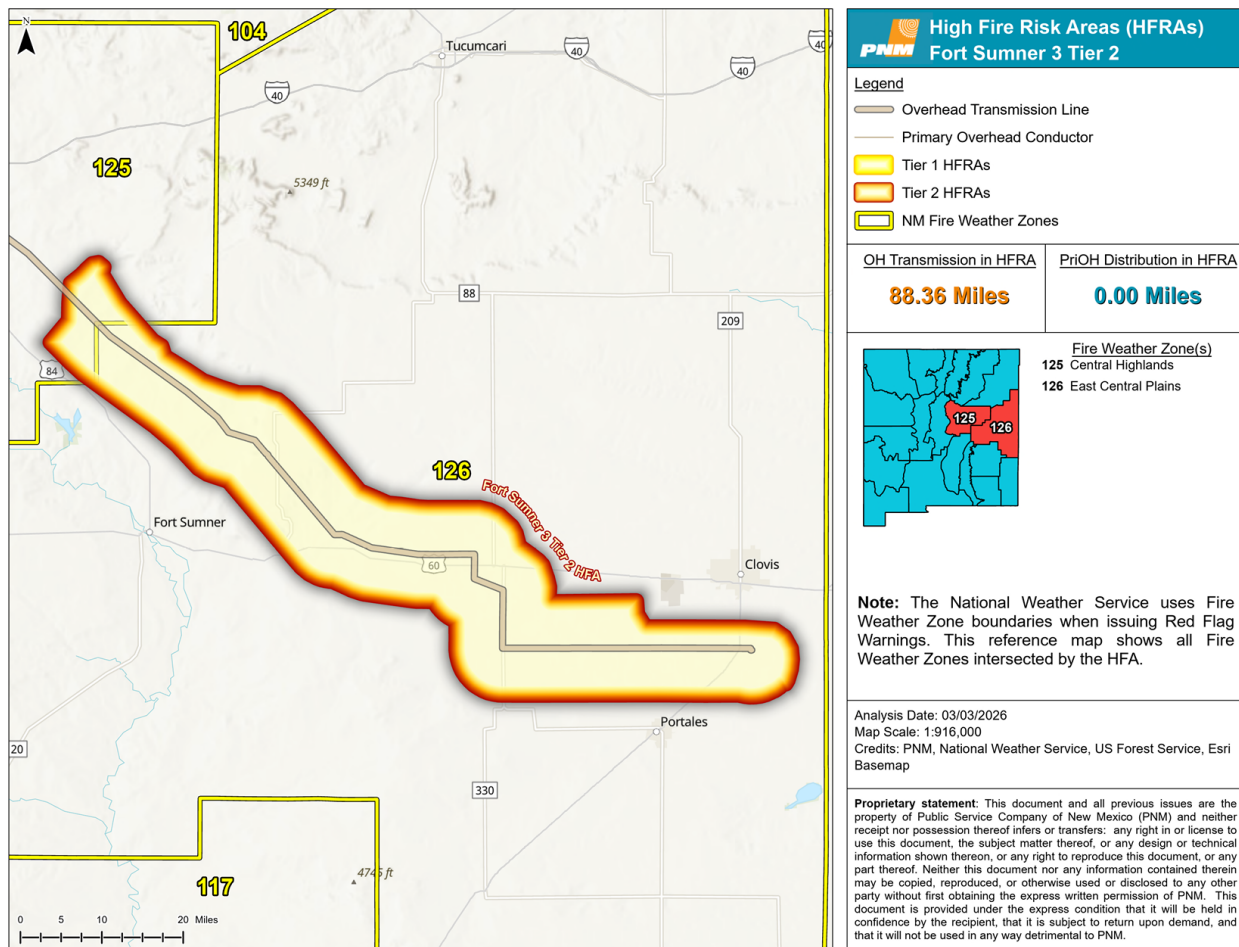 N
104
Tucumcari
40
40
40
40
125
5349 ft
88
209
84
126
Fort Sumner 3 Tier 2 HFA
Fort Sumner
60
Clovis
Portales
20
330
4745 ft
117
0 5 10 20 Miles
PNM
High Fire Risk Areas (HFRAs)
Fort Sumner 3 Tier 2
Legend
Overhead Transmission Line
Primary Overhead Conductor
Tier 1 HFRAs
Tier 2 HFRAs
NM Fire Weather Zones
OH Transmission in HFRA
88.36 Miles
PriOH Distribution in HFRA
0.00 Miles
125
126
Fire Weather Zone(s)
125 Central Highlands
126 East Central Plains
Note: The National Weather Service uses Fire
Weather Zone boundaries when issuing Red Flag
Warnings. This reference map shows all Fire
Weather Zones intersected by the HFA.
Analysis Date: 03/03/2026
Map Scale: 1:916,000
Credits: PNM, National Weather Service, US Forest Service, Esri
Basemap
Proprietary statement: This document and all previous issues are the
property of Public Service Company of New Mexico (PNM) and neither
receipt nor possession thereof infers or transfers: any right in or license to
use this document, the subject matter thereof, or any design or technical
information shown thereon, or any right to reproduce this document, or any
part thereof. Neither this document nor any information contained therein
may be copied, reproduced, or otherwise used or disclosed to any other
party without first obtaining the express written permission of PNM. This
document is provided under the express condition that it will be held in
confidence by the recipient, that it is subject to return upon demand, and
that it will not be used in any way detrimental to PNM.